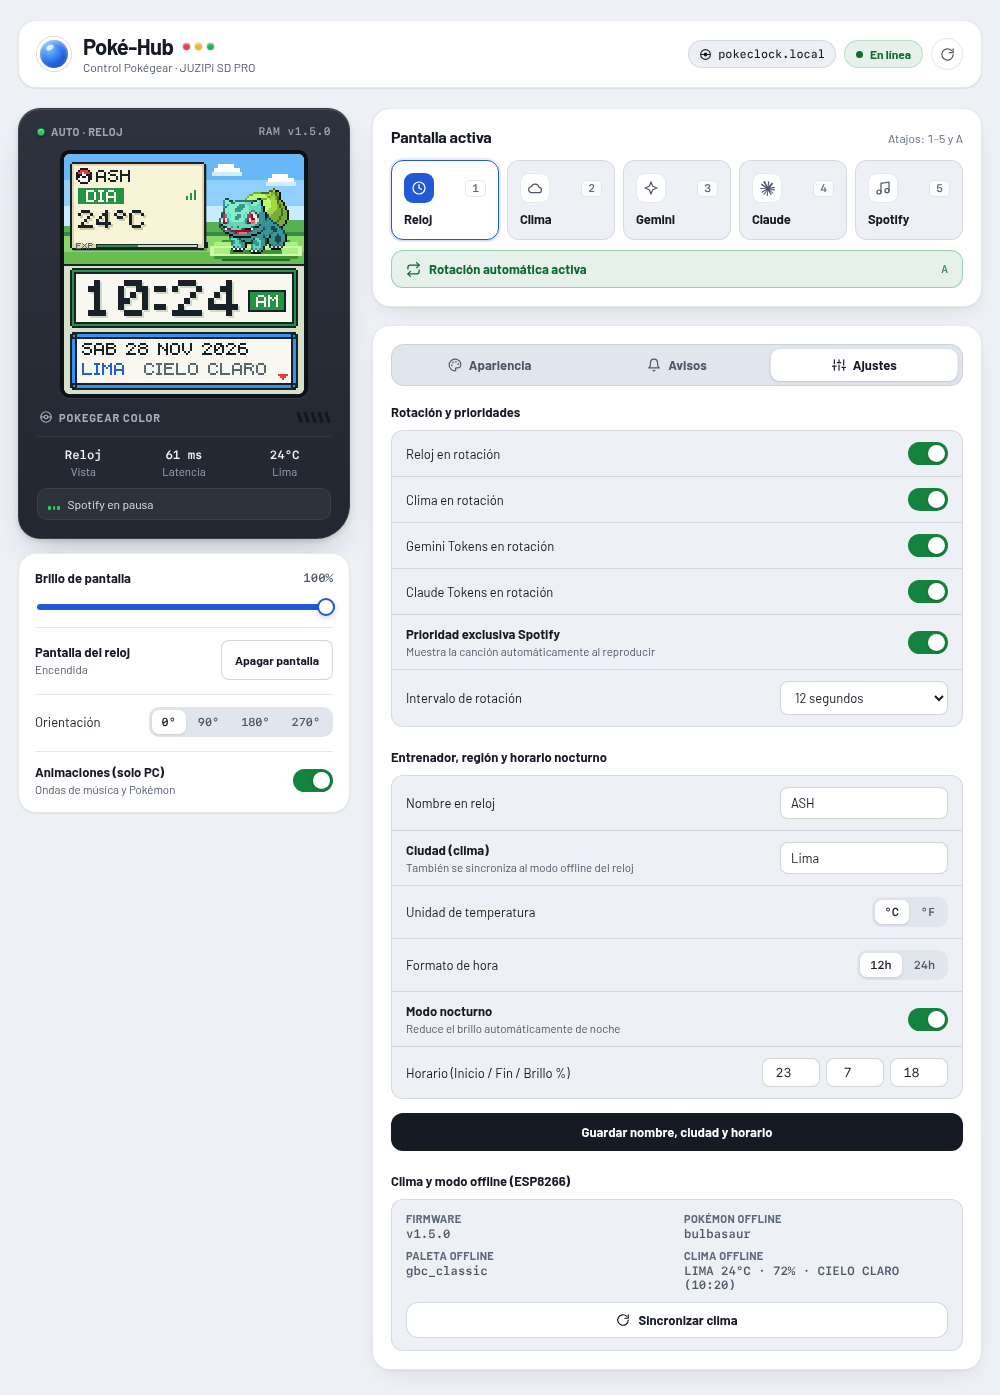 Poké-Hub
Control Pokégear · JUZIPi SD PRO
pokeclock.local
En línea
AUTO · RELOJ
RAM v1.5.0
ASH
DIA
24°C
EXP
10:24 AM
SAB 28 NOV 2026
LIMA CIELO CLARO
POKEGEAR COLOR
Reloj 61 ms 24°C
Vista Latencia Lima
Spotify en pausa
Brillo de pantalla 100%
Pantalla del reloj
Encendida
Apagar pantalla
Orientación 0° 90° 180° 270°
Animaciones (solo PC)
Ondas de música y Pokémon
Pantalla activa
Atajos: 1-5 y A
1 2 3 4 5
Reloj Clima Gemini Claude Spotify
Rotación automática activa A
Apariencia Avisos Ajustes
Rotación y prioridades
Reloj en rotación
Clima en rotación
Gemini Tokens en rotación
Claude Tokens en rotación
Prioridad exclusiva Spotify
Muestra la canción automáticamente al reproducir
Intervalo de rotación 12 segundos
Entrenador, región y horario nocturno
Nombre en reloj ASH
Ciudad (clima)
También se sincroniza al modo offline del reloj
Lima
Unidad de temperatura °C °F
Formato de hora 12h 24h
Modo nocturno
Reduce el brillo automáticamente de noche
Horario (Inicio / Fin / Brillo %) 23 7 18
Guardar nombre, ciudad y horario
Clima y modo offline (ESP8266)
FIRMWARE
v1.5.0
POKÉMON OFFLINE
bulbasaur
PALETA OFFLINE
gbc_classic
CLIMA OFFLINE
LIMA 24°C · 72% · CIELO CLARO
(10:20)
Sincronizar clima